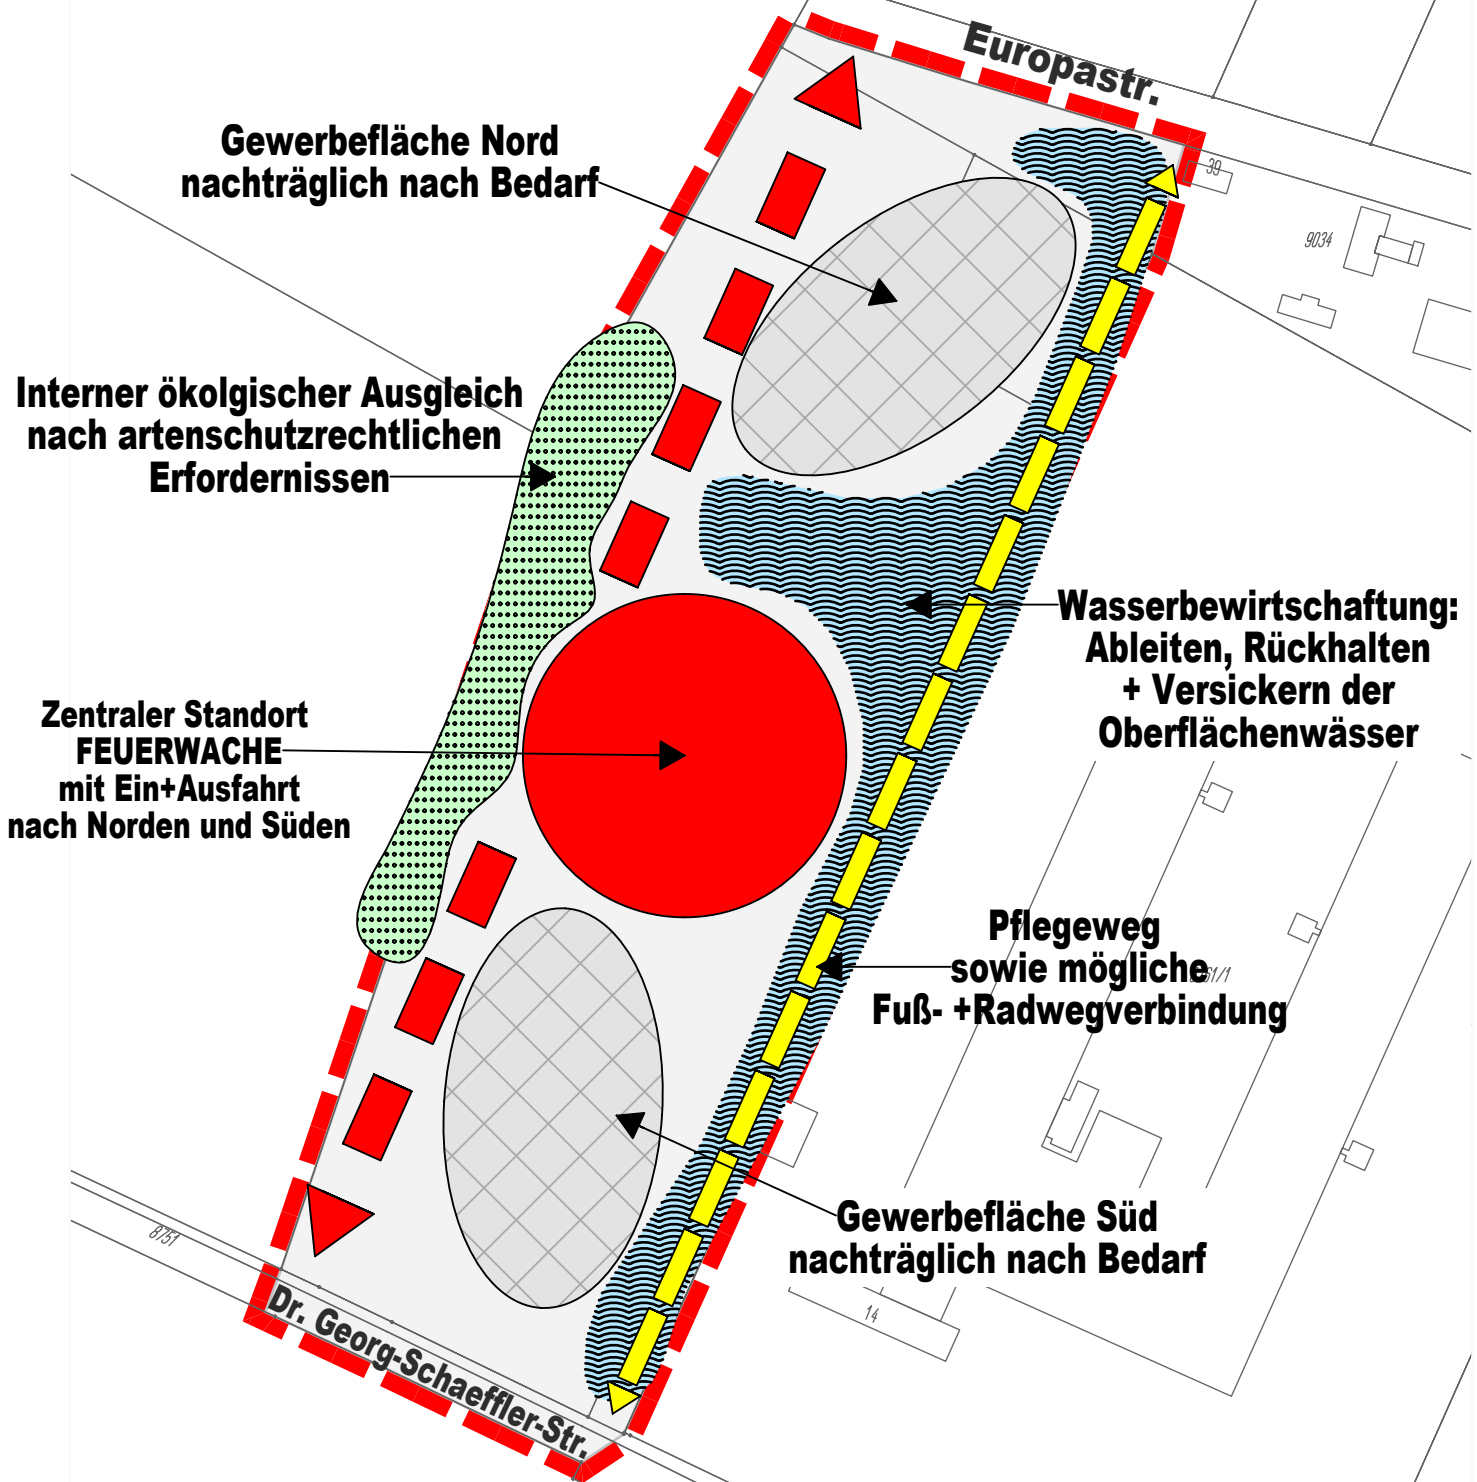 Europastr.
39
9034
Gewerbefläche Nord
nachträglich nach Bedarf
Interner ökolgischer Ausgleich
nach artenschutzrechtlichen
Erfordernissen
Wasserbewirtschaftung:
Ableiten, Rückhalten
+ Versickern der
Oberflächenwässer
Zentraler Standort
FEUERWACHE
mit Ein+Ausfahrt
nach Norden und Süden
Pflegeweg
sowie mögliche
Fuß- +Radwegverbindung
Gewerbefläche Süd
nachträglich nach Bedarf
8751
14
Dr. Georg-Schaeffler-Str.